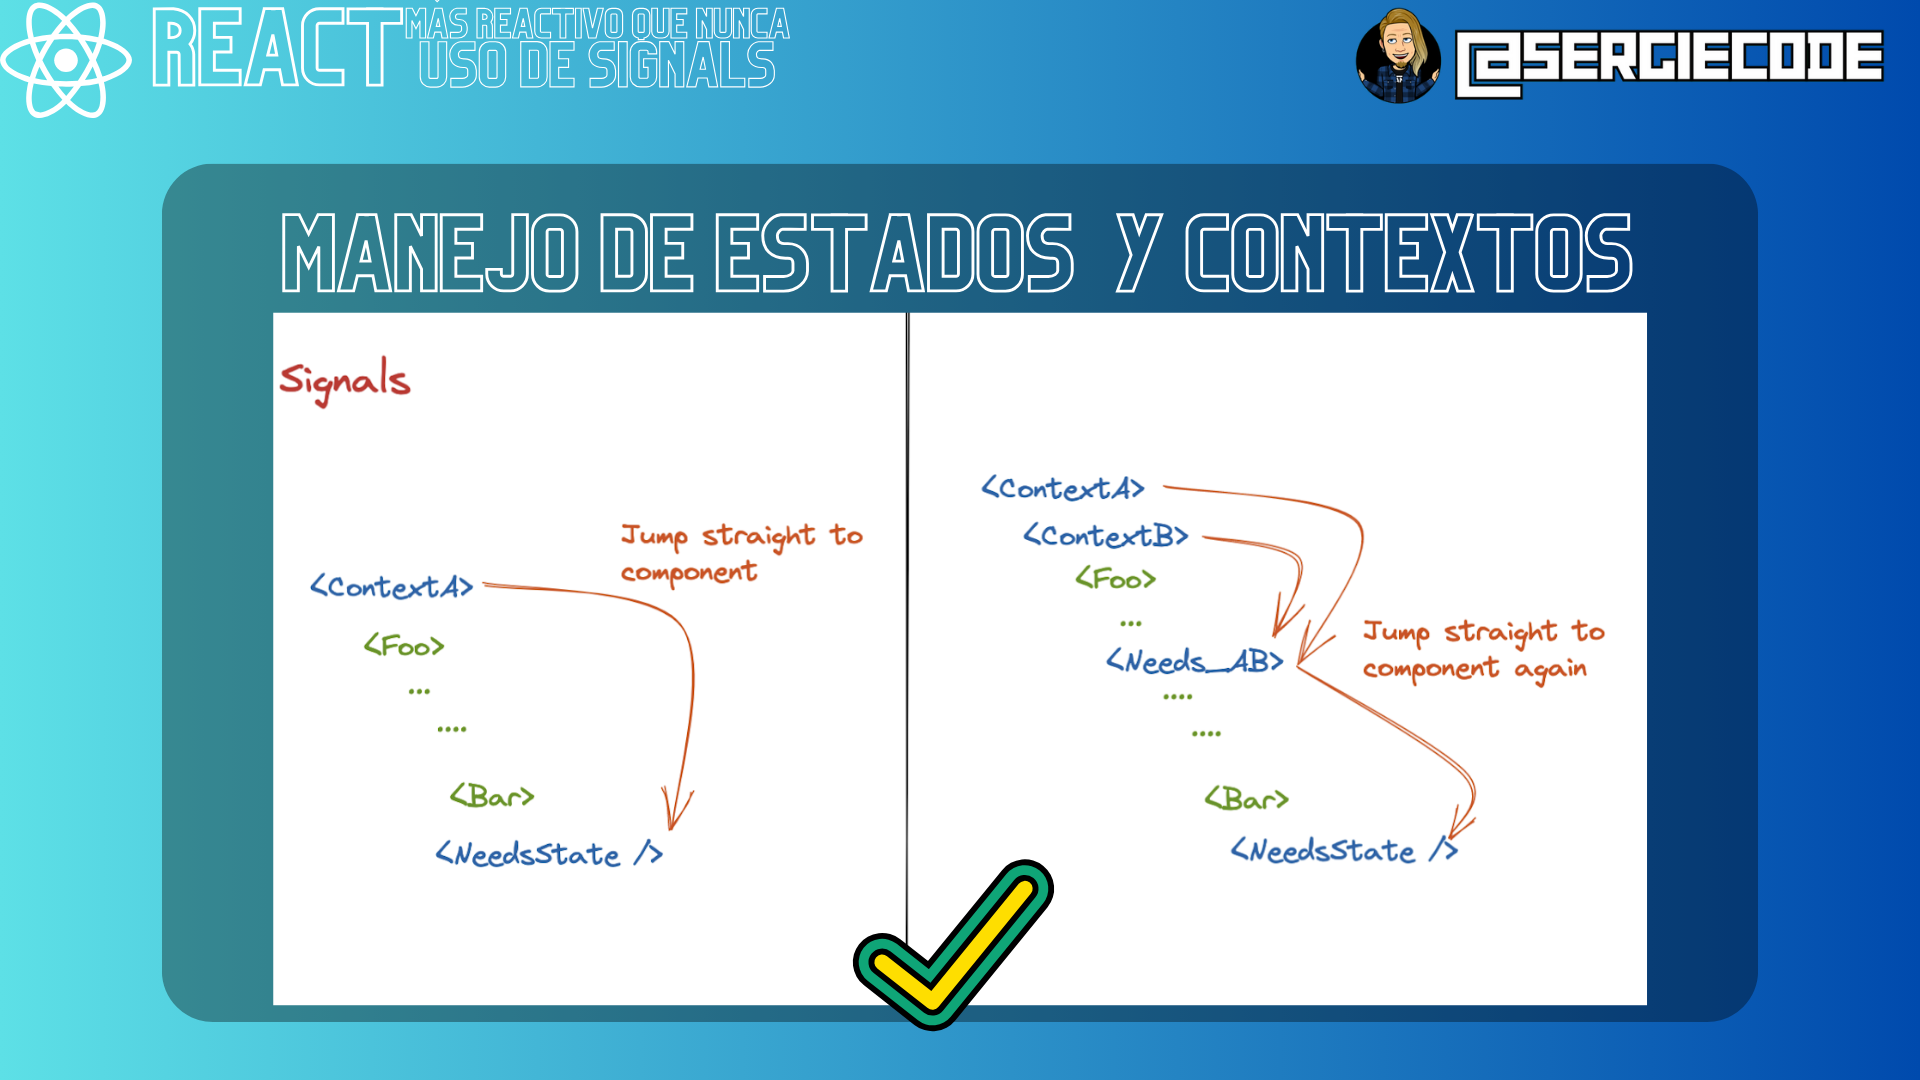 REACT
MÁS REACTIVO QUE NUNCA
USO DE SIGNALS
@SERGIECODE
MANEJO DE ESTADOS Y CONTEXTOS
Signals
Jump straight to
component
<ContextA>
<Foo>
...
....
<Bar>
<NeedsState />
<ContextA>
<ContextB>
<Foo>
...
<Needs_AB>
Jump straight to
component again
....
....
<Bar>
<NeedsState />